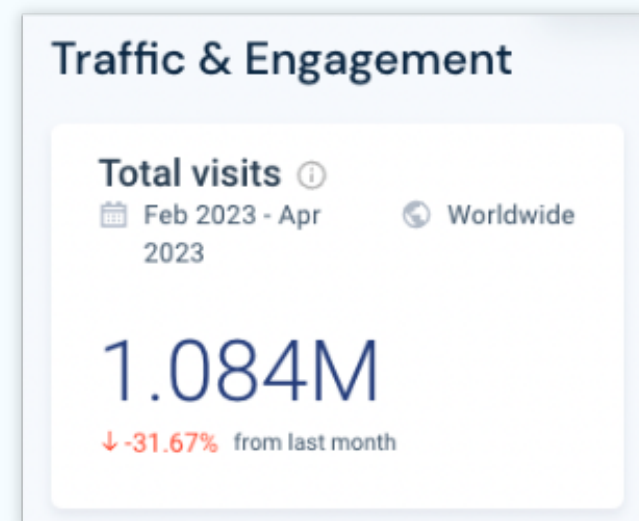 Traffic & Engagement
Total visits
Feb 2023 - Apr Worldwide
2023
1.084M
↓ -31.67% from last month